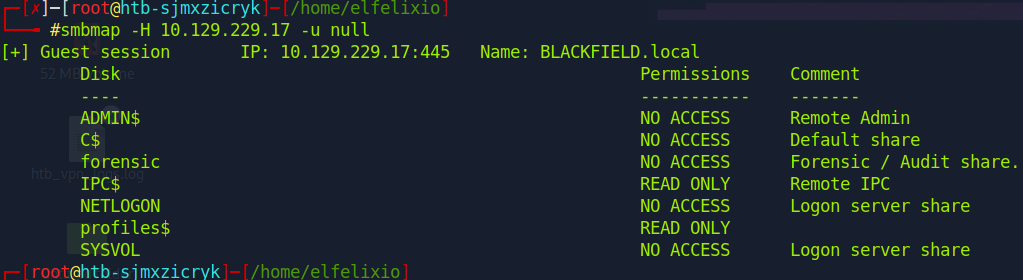 ┌─[✗]─[root@htb-sjmxzicryk]─[/home/elfelixio]
└──╼ #smbmap -H 10.129.229.17 -u null
[+] Guest session       IP: 10.129.229.17:445   Name: BLACKFIELD.local
Disk Permissions Comment
---- ----------- -------
ADMIN$ NO ACCESS Remote Admin
C$ NO ACCESS Default share
forensic NO ACCESS Forensic / Audit share.
IPC$ READ ONLY Remote IPC
NETLOGON NO ACCESS Logon server share
profiles$ READ ONLY
SYSVOL NO ACCESS Logon server share
┌─[root@htb-sjmxzicryk]─[/home/elfelixio]